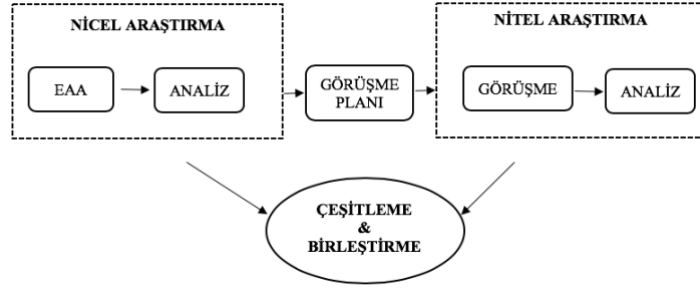 NİCEL ARAŞTIRMA
EAA
ANALİZ
GÖRÜŞME
PLANI
NİTEL ARAŞTIRMA
GÖRÜŞME
ANALİZ
ÇEŞİTLEME
&
BİRLEŞTİRME